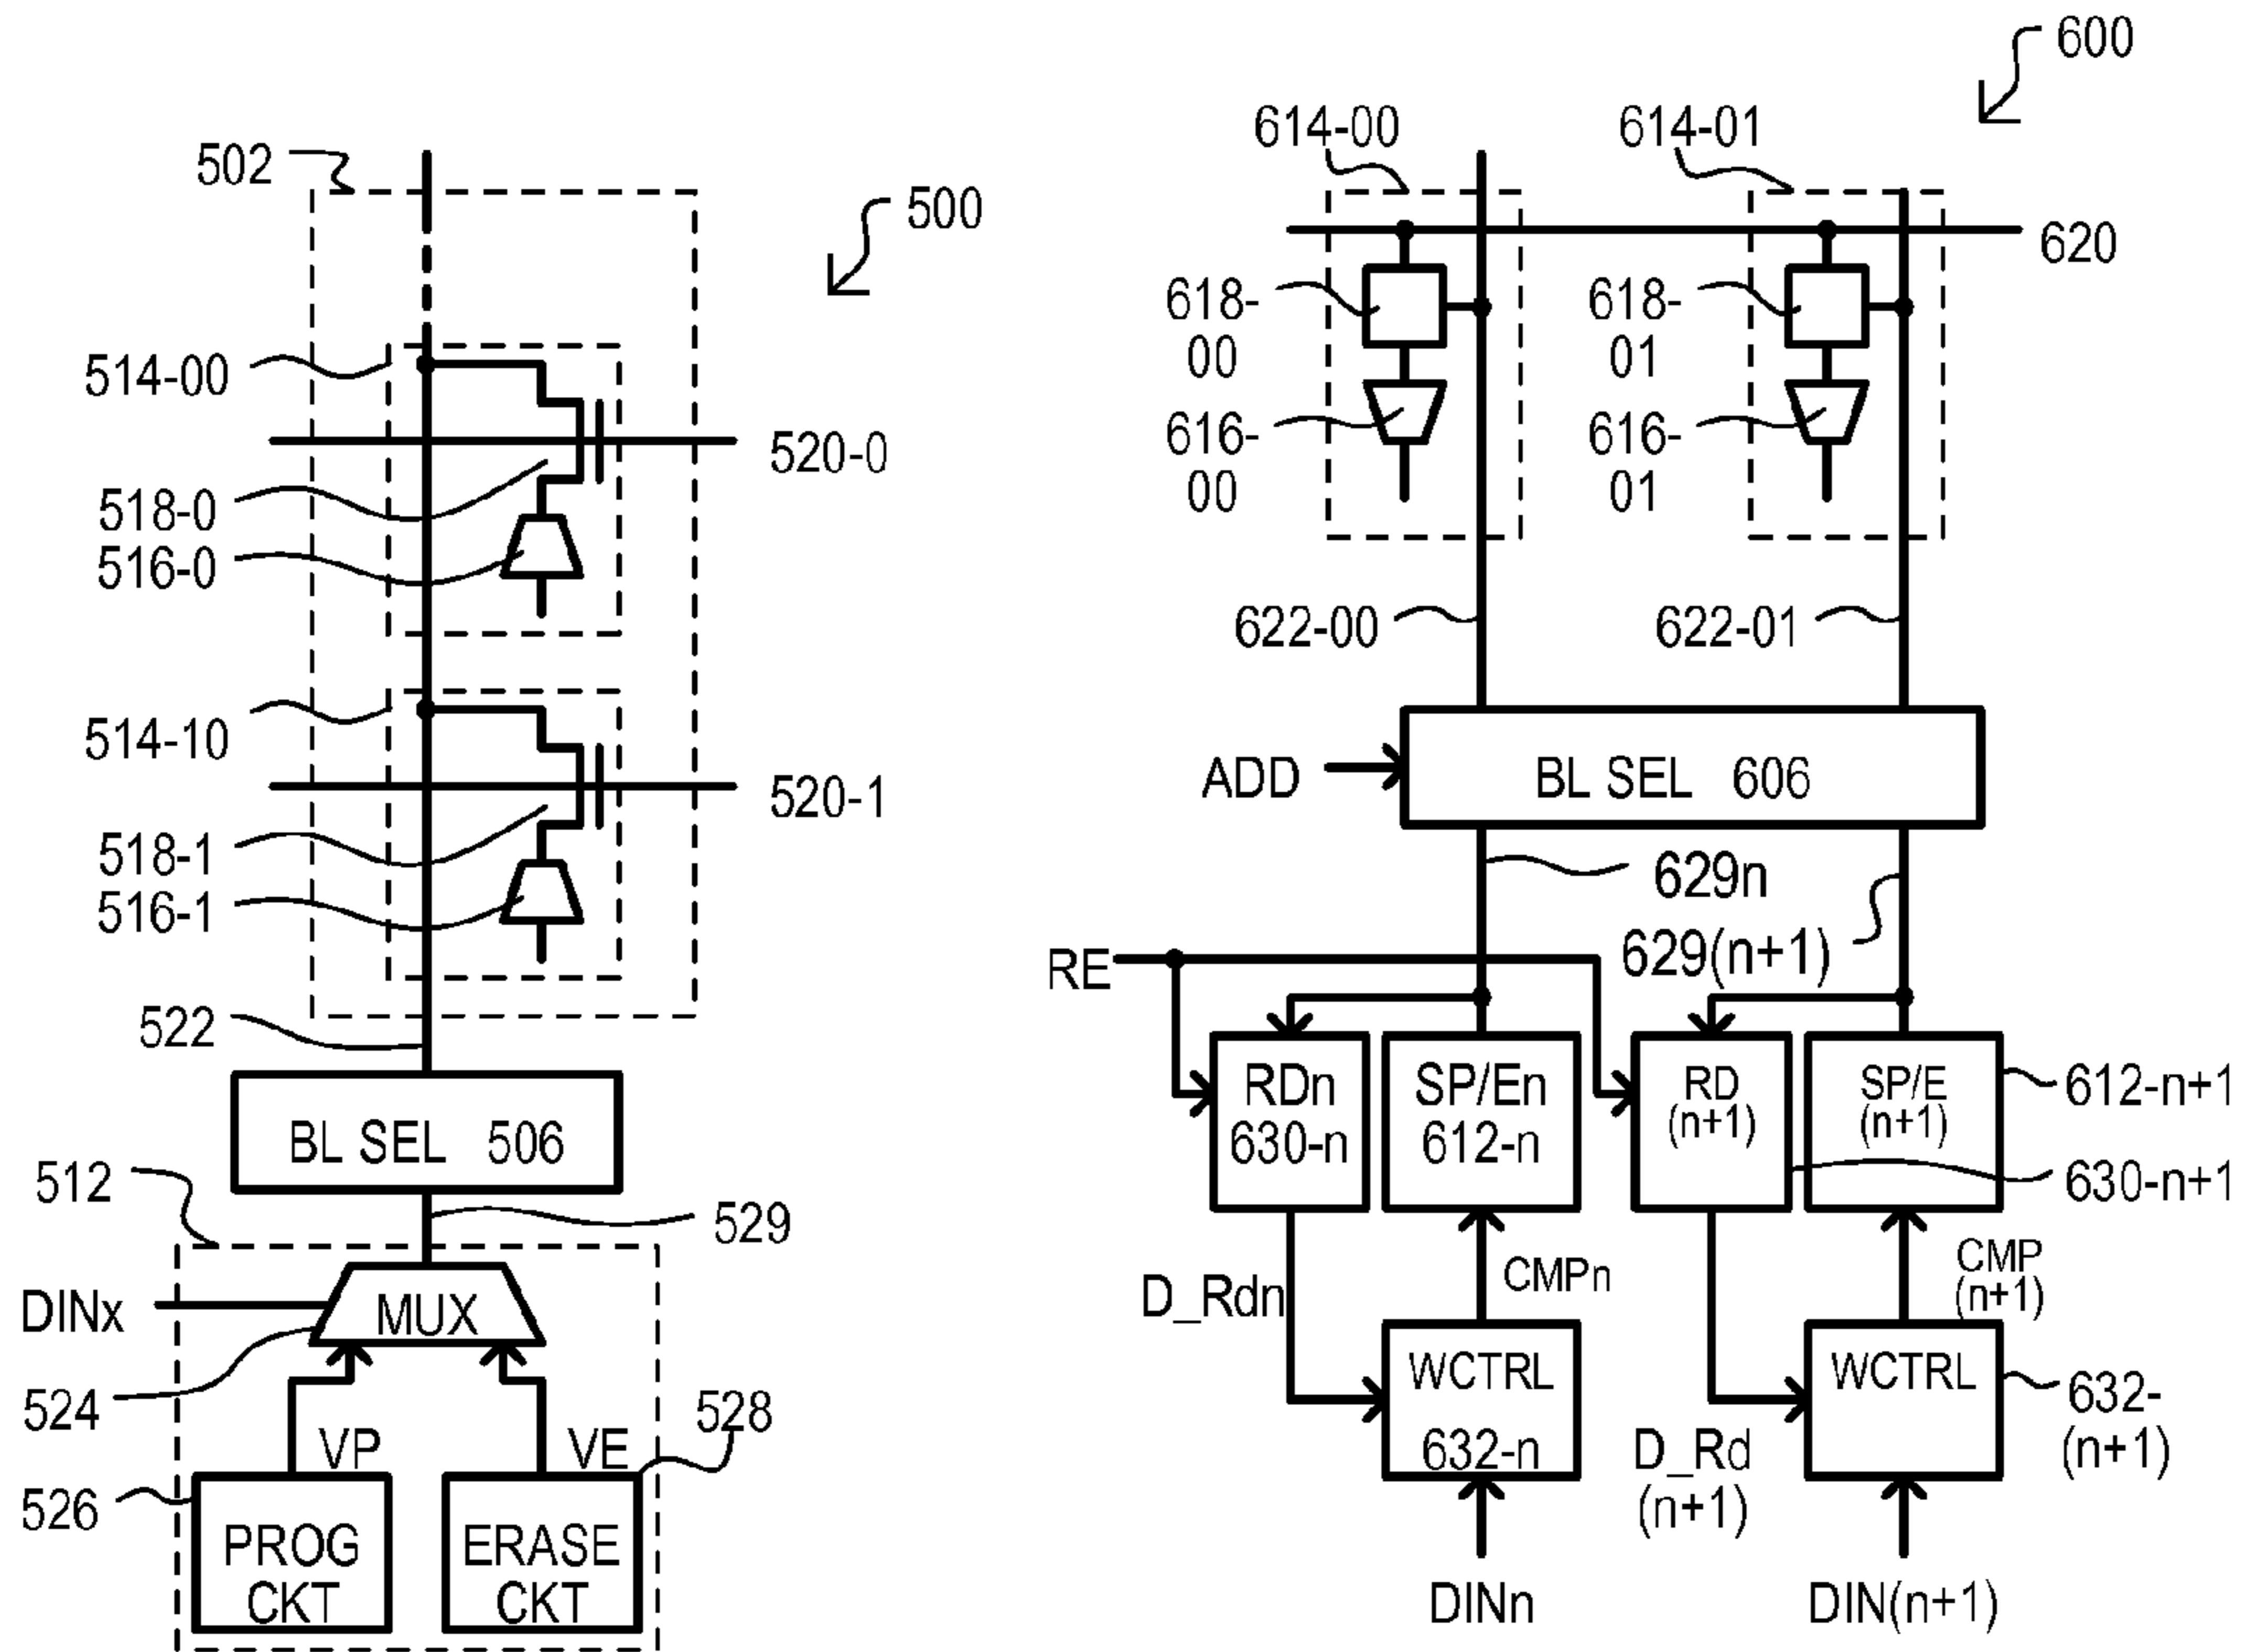 502
500
514-00
520-0
518-0
516-0
514-10
520-1
518-1
516-1
522
BL SEL 506
512
529
DINx
MUX
524
VP
VE
528
526
PROG
CKT
ERASE
CKT
600
614-00
614-01
620
618-
00
618-
01
616-
00
616-
01
622-00
622-01
ADD
BL SEL 606
629n
629(n+1)
RE
RDn
630-n
SP/En
612-n
RD
(n+1)
SP/E
(n+1)
612-n+1
630-n+1
D_Rdn
CMPn
CMP
(n+1)
WCTRL
632-n
D_Rd
(n+1)
WCTRL
632-
(n+1)
DINn
DIN(n+1)